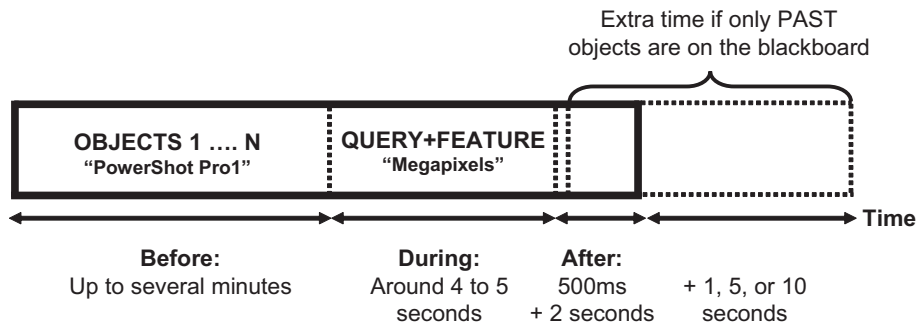 Extra time if only PAST
objects are on the blackboard
OBJECTS 1 .... N
“PowerShot Pro1”
QUERY+FEATURE
“Megapixels”
Time
Before:
Up to several minutes
During:
Around 4 to 5
seconds
After:
500ms
+ 2 seconds
+ 1, 5, or 10
seconds